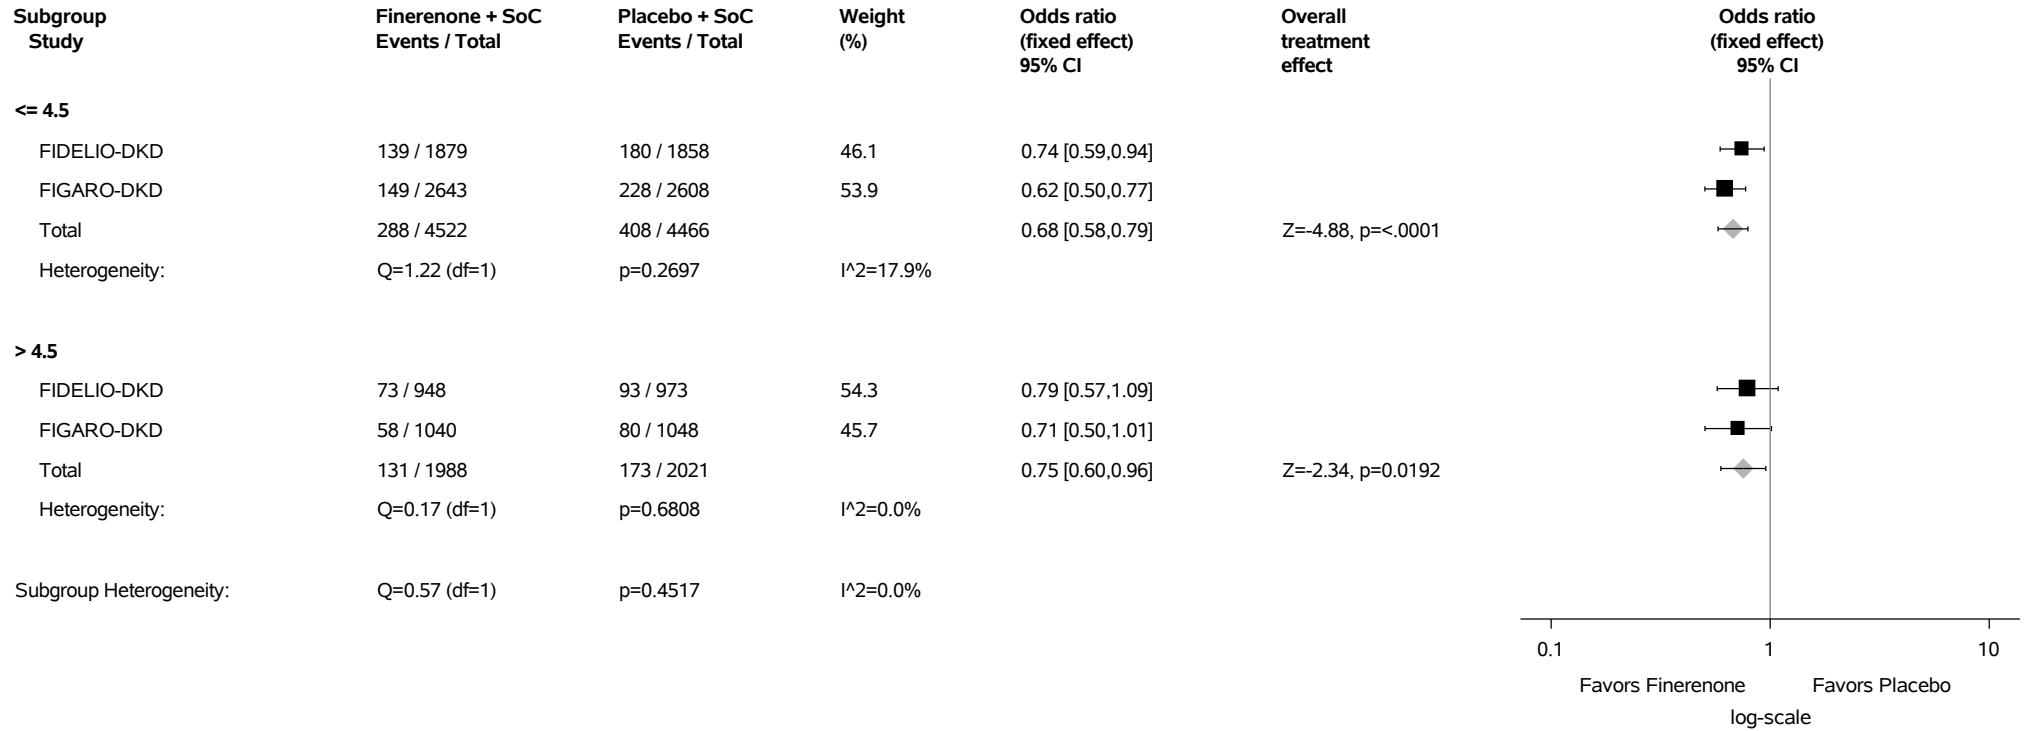 Subgroup Finerenone + SoC Placebo + SoC Weight Odds ratio Overall Odds ratio
Study Events / Total Events / Total (%) (fixed effect) treatment (fixed effect)
95% CI effect 95% CI
<= 4.5
FIDELIO-DKD 139 / 1879 180 / 1858 46.1 0.74 [0.59,0.94]
FIGARO-DKD 149 / 2643 228 / 2608 53.9 0.62 [0.50,0.77]
Total 288 / 4522 408 / 4466 0.68 [0.58,0.79] Z=-4.88, p=<.0001
Heterogeneity: Q=1.22 (df=1) p=0.2697 I^2=17.9%
> 4.5
FIDELIO-DKD 73 / 948 93 / 973 54.3 0.79 [0.57,1.09]
FIGARO-DKD 58 / 1040 80 / 1048 45.7 0.71 [0.50,1.01]
Total 131 / 1988 173 / 2021 0.75 [0.60,0.96] Z=-2.34, p=0.0192
Heterogeneity: Q=0.17 (df=1) p=0.6808 I^2=0.0%
Subgroup Heterogeneity: Q=0.57 (df=1) p=0.4517 I^2=0.0%
0.1 1 10
Favors Finerenone Favors Placebo
log-scale